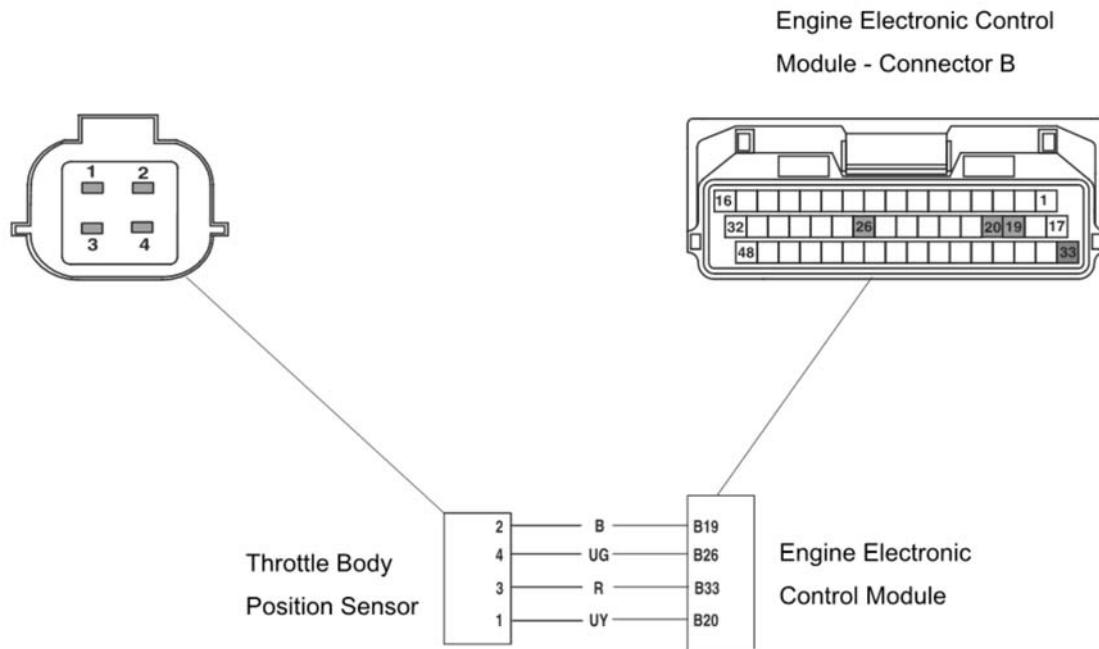 Engine Electronic Control
Module - Connector B
1 2
3 4
16 1
32 26 20 19 17
48 33
2 B B19
4 UG B26
3 R B33
1 UY B20
Throttle Body
Position Sensor
Engine Electronic
Control Module